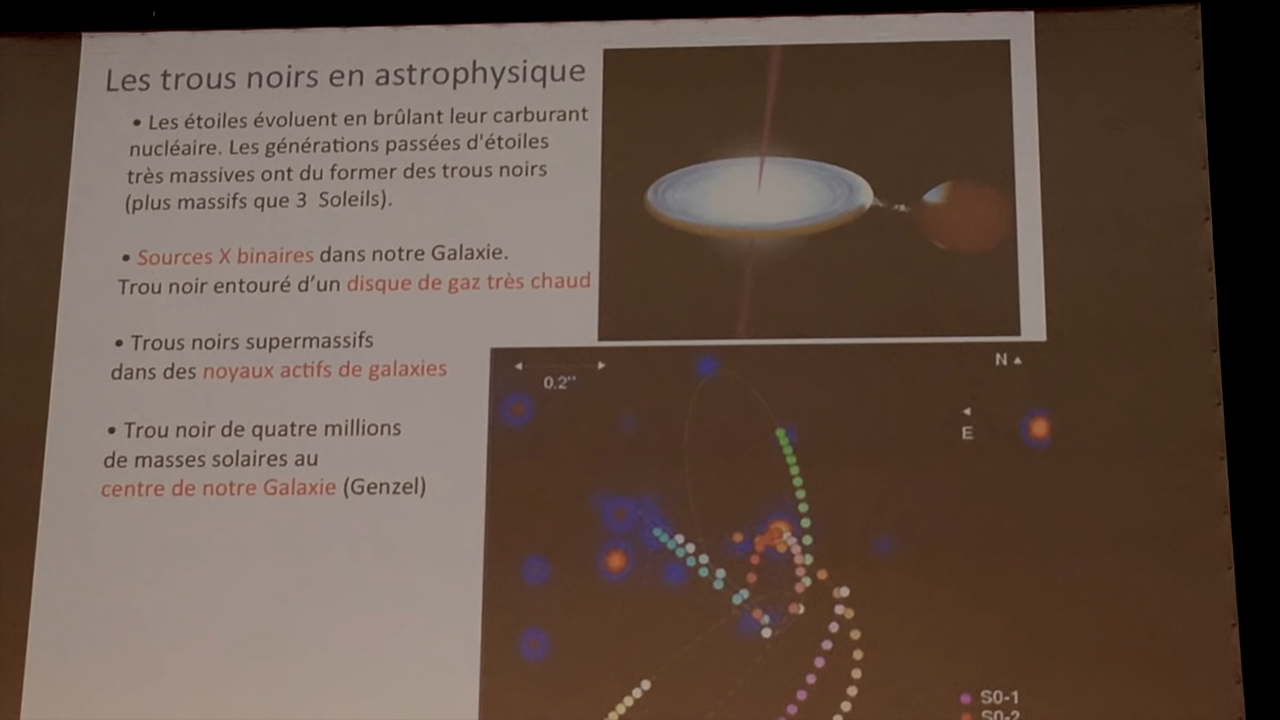 Les trous noirs en astrophysique
• Les étoiles évoluent en brûlant leur carburant
nucléaire. Les générations passées d'étoiles
très massives ont du former des trous noirs
(plus massifs que 3 Soleils).
• Sources X binaires dans notre Galaxie.
Trou noir entouré d’un disque de gaz très chaud
• Trous noirs supermassifs
dans des noyaux actifs de galaxies
• Trou noir de quatre millions
de masses solaires au
centre de notre Galaxie (Genzel)
0.2"
N
E
S0-1
S0-2